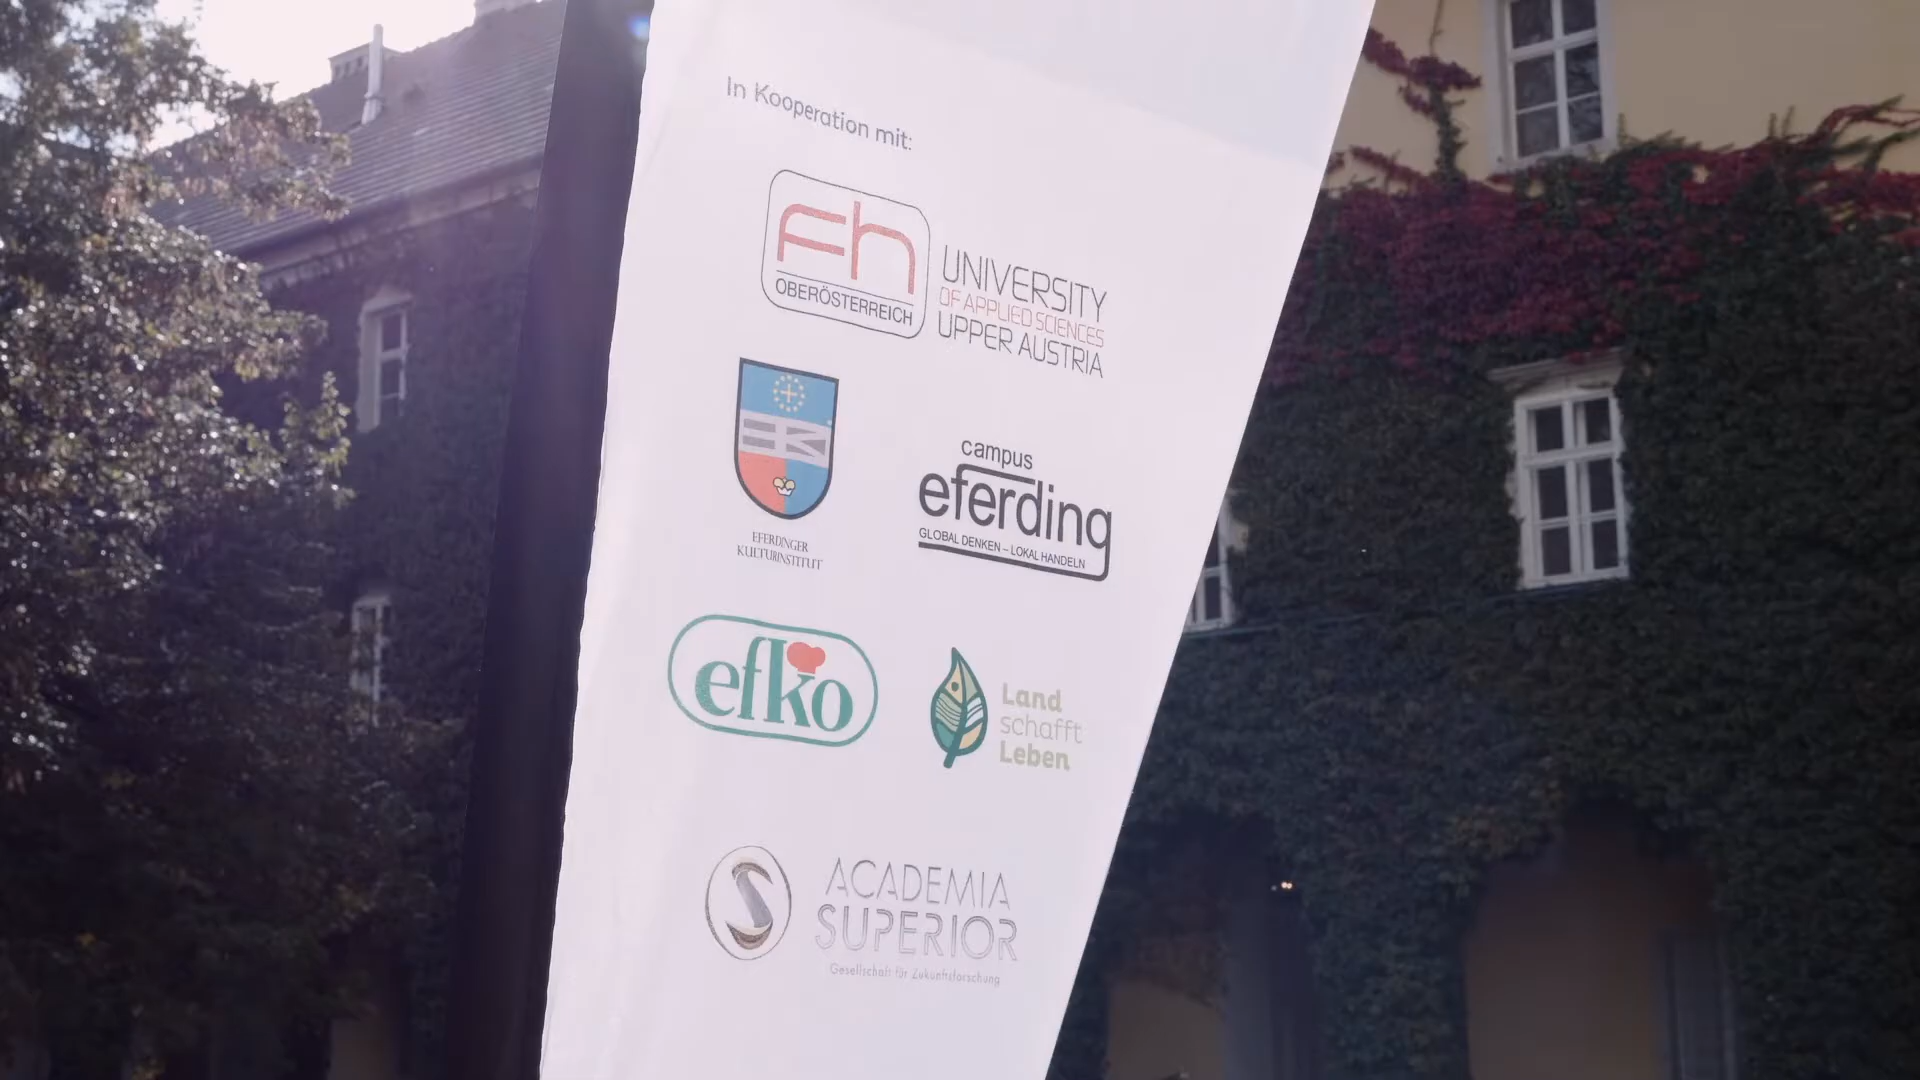 In Kooperation mit:
fh
OBERÖSTERREICH
UNIVERSITY
OF APPLIED SCIENCES
UPPER AUSTRIA
EFERDINGER
KULTURINSTITUT
campus
eferding
GLOBAL DENKEN – LOKAL HANDELN
efko
Land
schafft
Leben
ACADEMIA
SUPERIOR
Gesellschaft für Zukunftsforschung